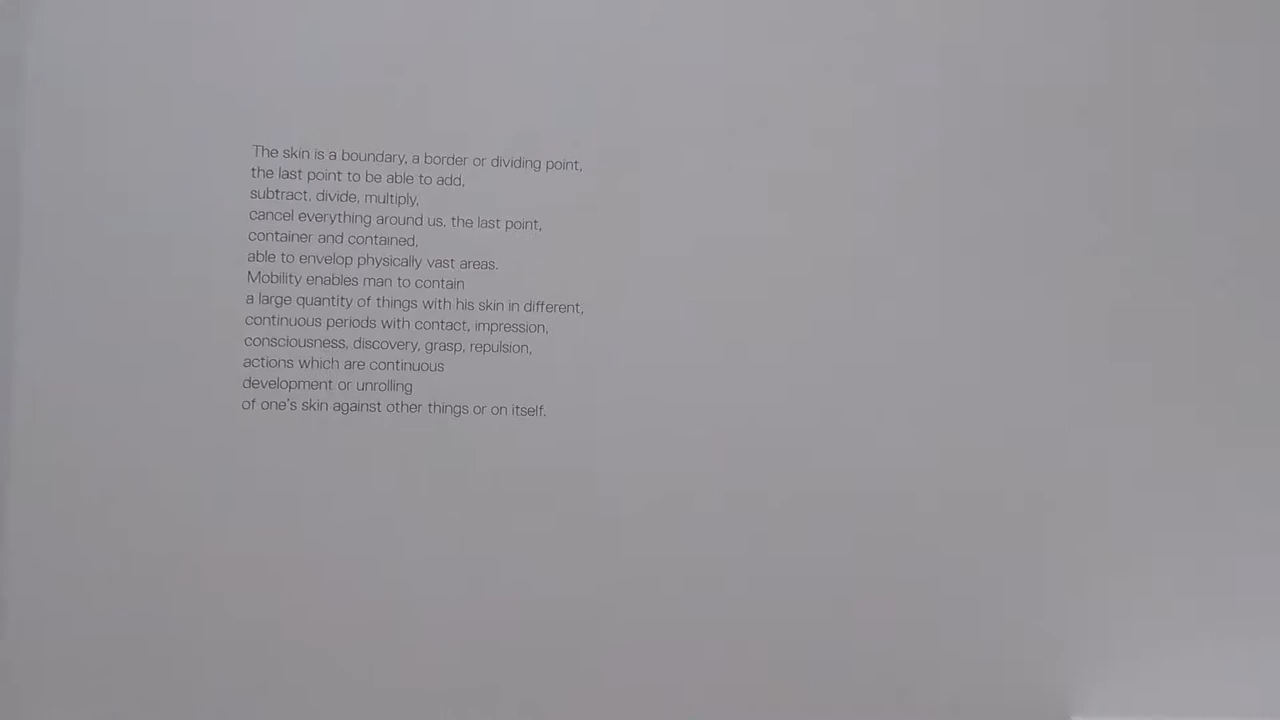 The skin is a boundary, a border or dividing point,
the last point to be able to add,
subtract, divide, multiply,
cancel everything around us, the last point,
container and contained,
able to envelop physically vast areas.
Mobility enables man to contain
a large quantity of things with his skin in different,
continuous periods with contact, impression,
consciousness, discovery, grasp, repulsion,
actions which are continuous
development or unrolling
of one's skin against other things or on itself.